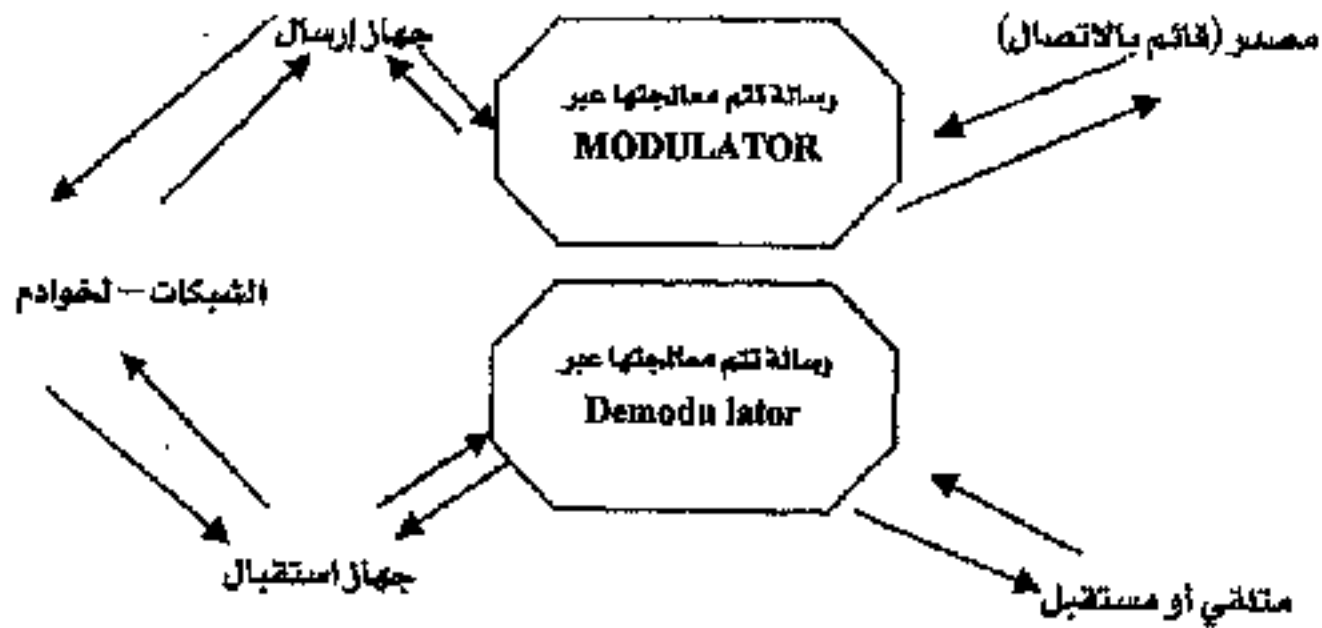 مصدر (قائم بالاتصال)
رسالة تتم معالجتها عبر
MODULATOR
جهاز إرسال
الشبكات – لخوادم
جهاز استقبال
رسالة تتم معالجتها عبر
Demodu lator
متلقي أو مستقبل